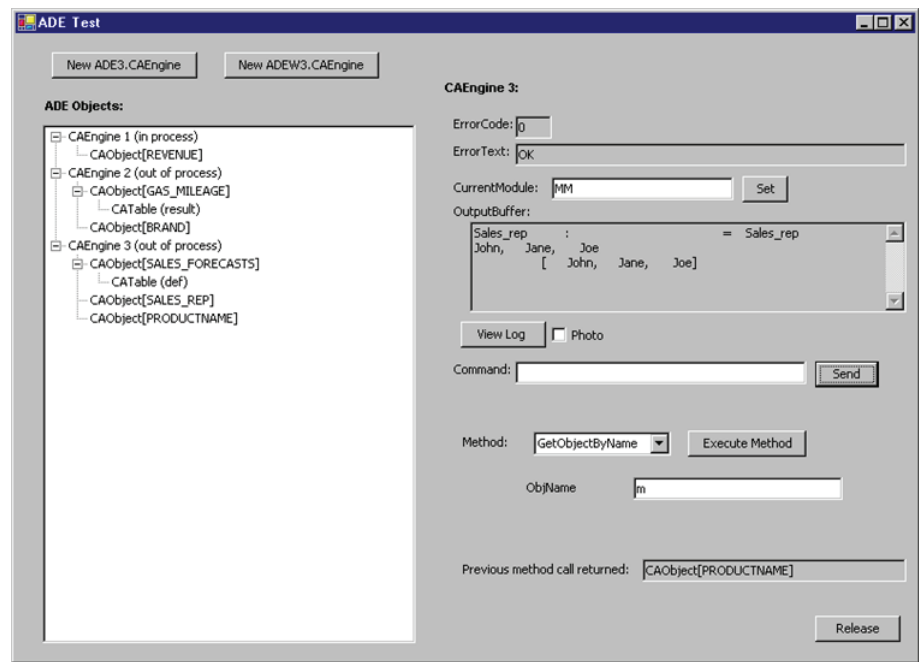 ADE Test
New ADE3.CAEngine
New ADEW3.CAEngine
ADE Objects:
CAEngine 1 (in process)
CAObject[REVENUE]
CAEngine 2 (out of process)
CAObject[GAS_MILEAGE]
CATable (result)
CAObject[BRAND]
CAEngine 3 (out of process)
CAObject[SALES_FORECASTS]
CATable (def)
CAObject[SALES_REP]
CAObject[PRODUCTNAME]
CAEngine 3:
ErrorCode: 0
ErrorText: OK
CurrentModule: MM Set
OutputBuffer:
Sales_rep : = Sales_rep
John, Jane, Joe
[ John, Jane, Joe]
View Log Photo
Command: Send
Method: GetObjectByName Execute Method
ObjName m
Previous method call returned: CAObject[PRODUCTNAME]
Release